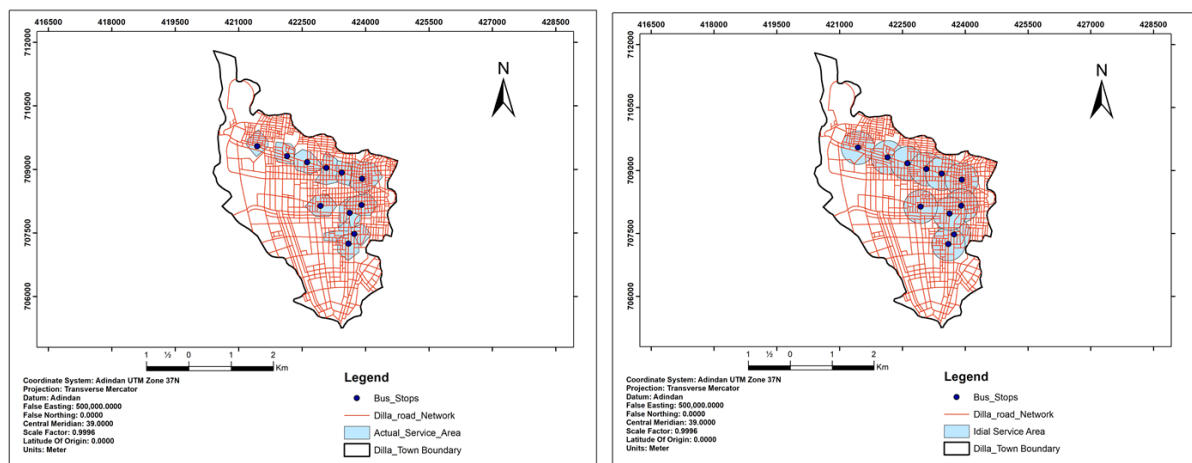 416500 418000 419500 421000 422500 424000 425500 427000 428500
712000
710500
709000
707500
706000
N
1 ½ 0 1 2
Km
Coordinate System: Adindan UTM Zone 37N
Projection: Transverse Mercator
Datum: Adindan
False Easting: 500,000.0000
False Northing: 0.0000
Central Meridian: 39.0000
Scale Factor: 0.9996
Latitude Of Origin: 0.0000
Units: Meter
Legend
Bus_Stops
Dilla_road_Network
Actual_Service_Area
Dilla_Town Boundary
416500 418000 419500 421000 422500 424000 425500 427000 428500
712000
710500
709000
707500
706000
N
1 ½ 0 1 2
Km
Coordinate System: Adindan UTM Zone 37N
Projection: Transverse Mercator
Datum: Adindan
False Easting: 500,000.0000
False Northing: 0.0000
Central Meridian: 39.0000
Scale Factor: 0.9996
Latitude Of Origin: 0.0000
Units: Meter
Legend
Bus_Stops
Dilla_road_Network
Idial Service Area
Dilla_Town Boundary